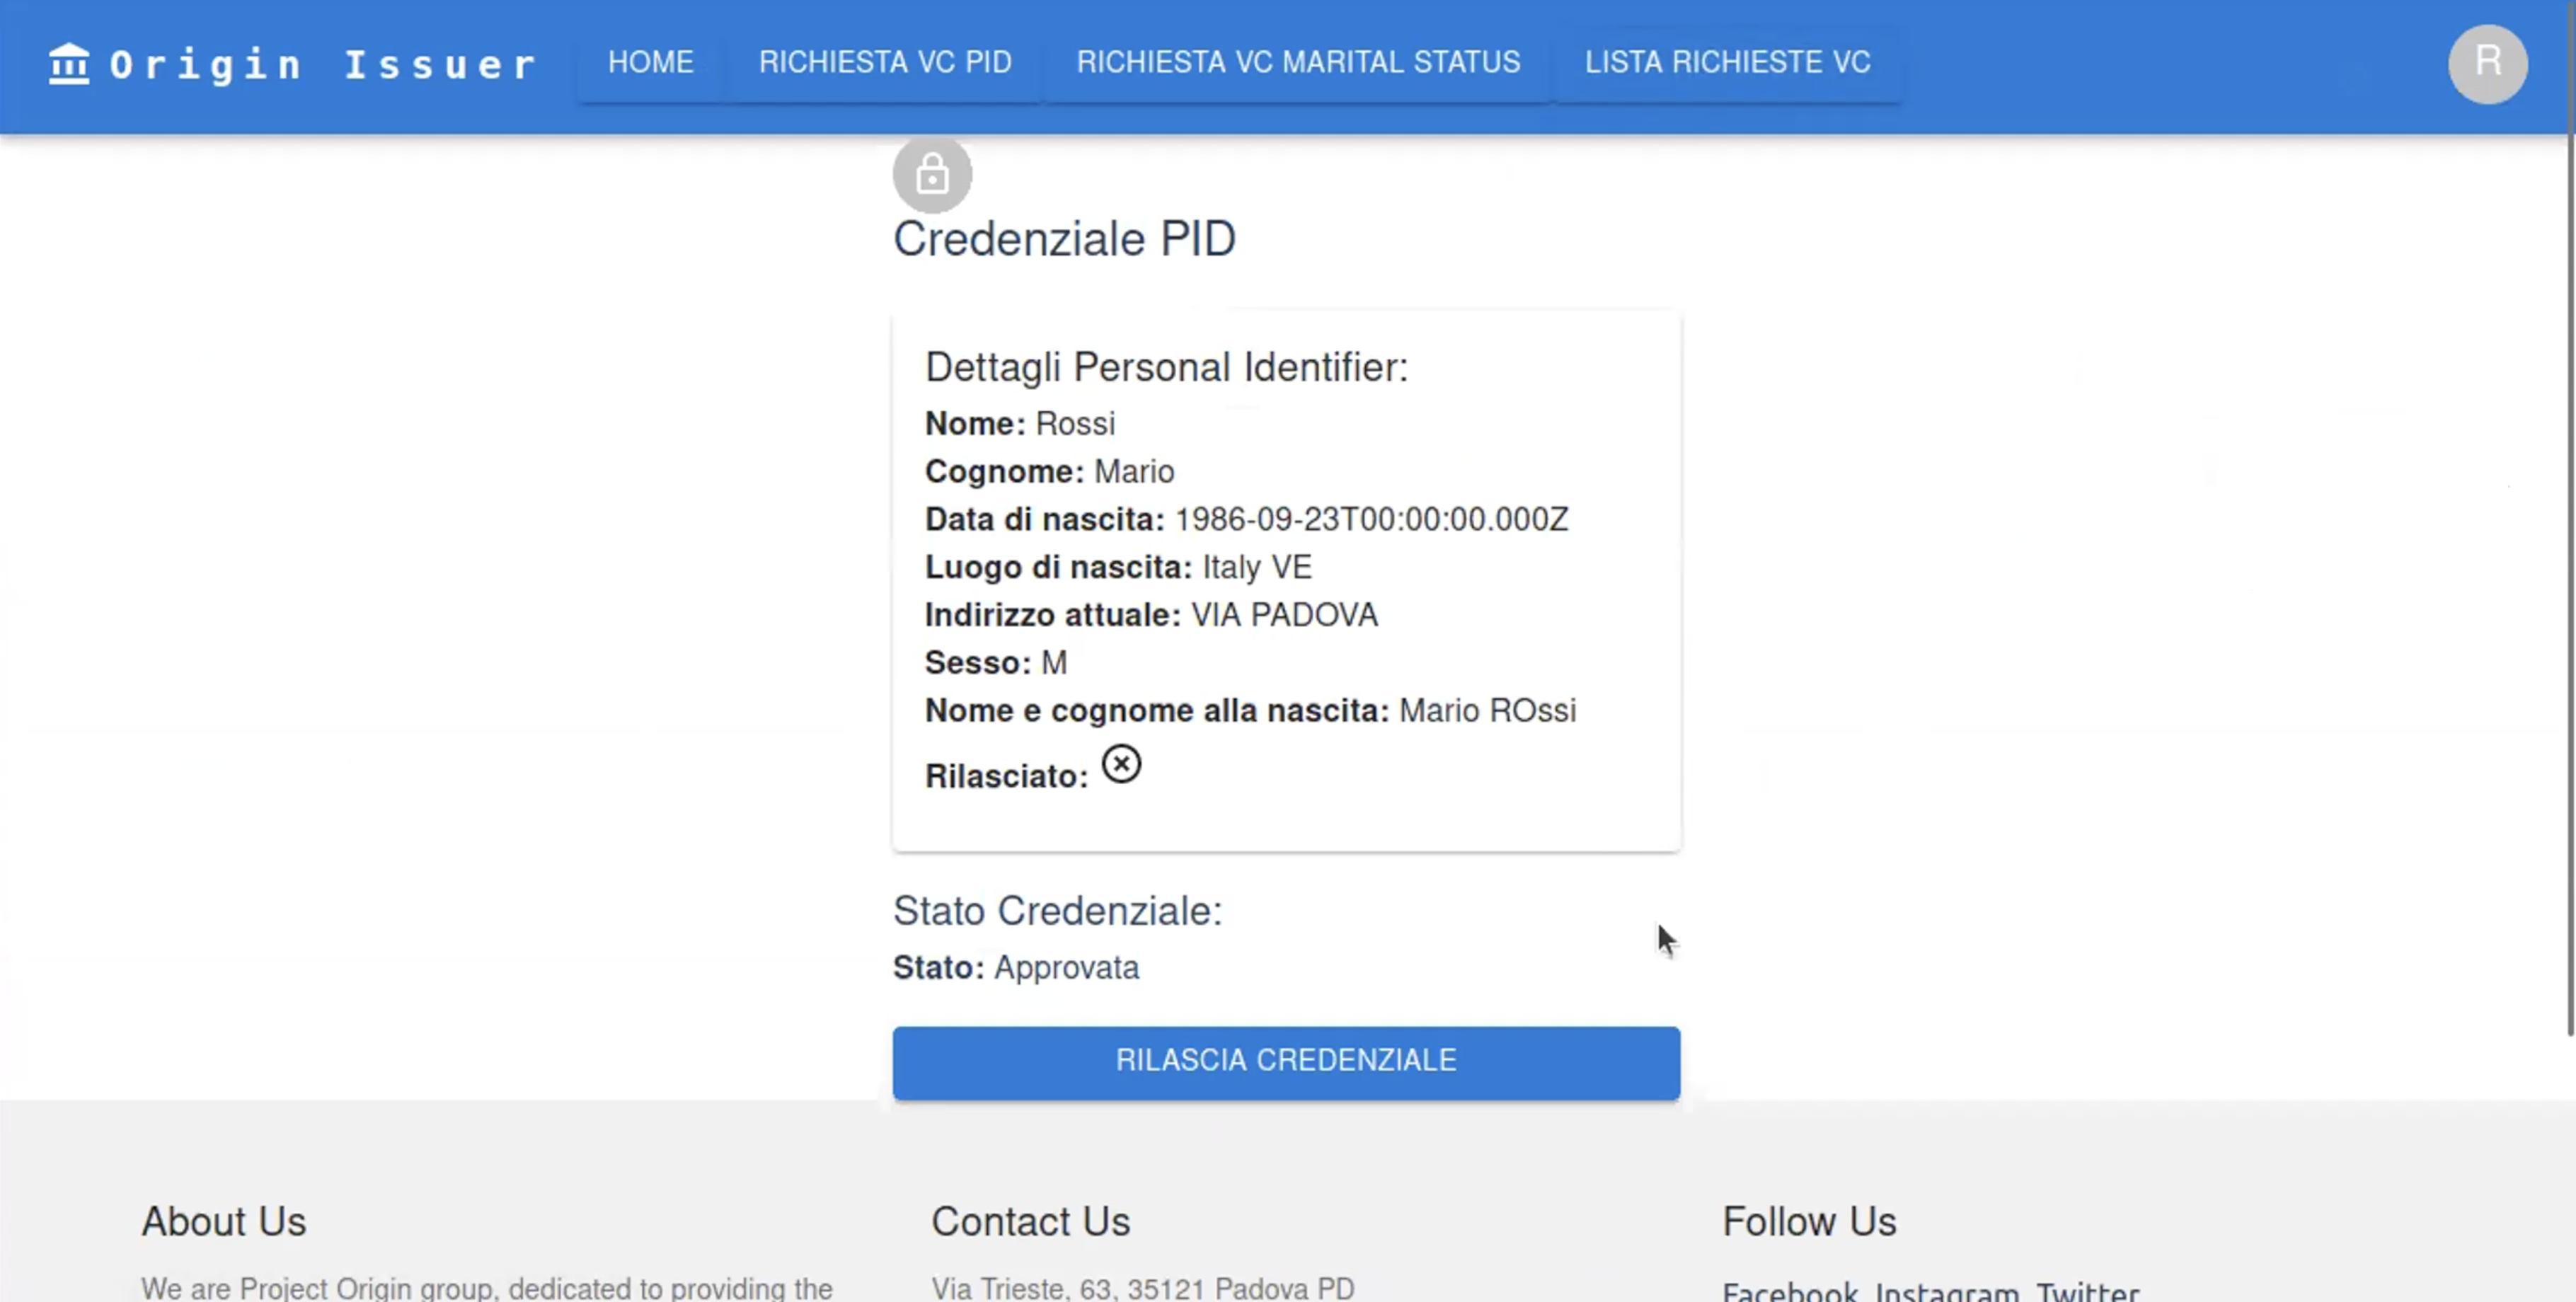 Origin Issuer
HOME
RICHIESTA VC PID
RICHIESTA VC MARITAL STATUS
LISTA RICHIESTE VC
R
Credenziale PID
Dettagli Personal Identifier:
Nome: Rossi
Cognome: Mario
Data di nascita: 1986-09-23T00:00:00.000Z
Luogo di nascita: Italy VE
Indirizzo attuale: VIA PADOVA
Sesso: M
Nome e cognome alla nascita: Mario ROssi
Rilasciato:
Stato Credenziale:
Stato: Approvata
RILASCIA CREDENZIALE
About Us
We are Project Origin group, dedicated to providing the
Contact Us
Via Trieste, 63, 35121 Padova PD
Follow Us
Facebook Instagram Twitter